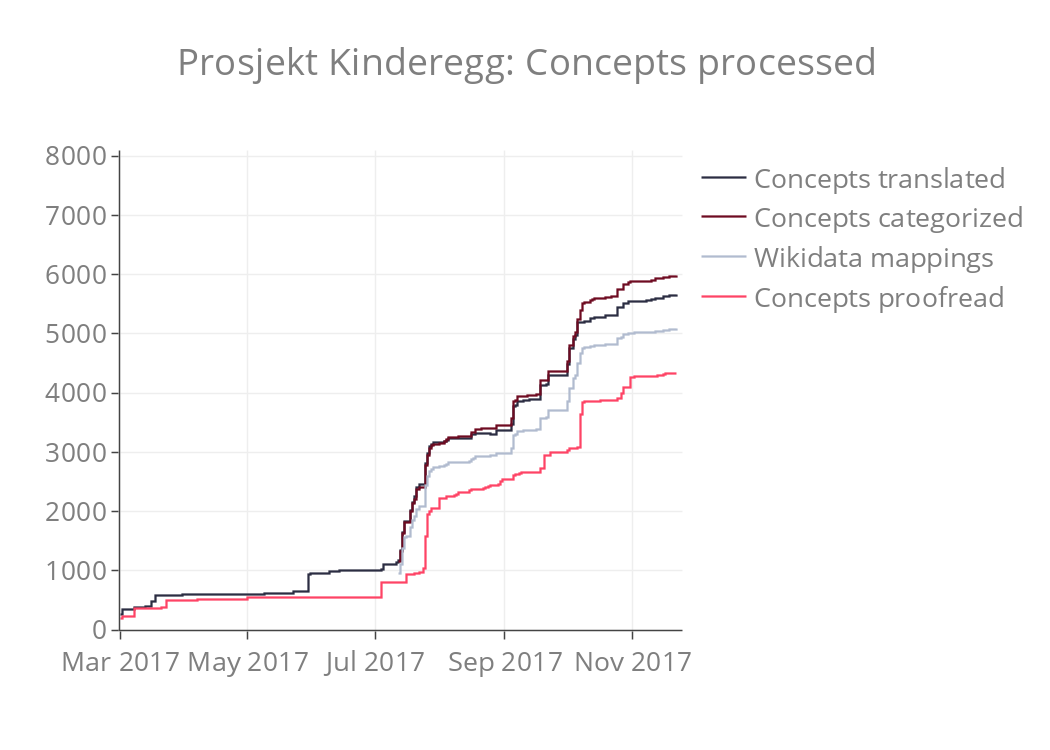 Prosjekt Kinderegg: Concepts processed
8000
7000
6000
5000
4000
3000
2000
1000
0
Mar 2017 May 2017 Jul 2017 Sep 2017 Nov 2017
Concepts translated
Concepts categorized
Wikidata mappings
Concepts proofread